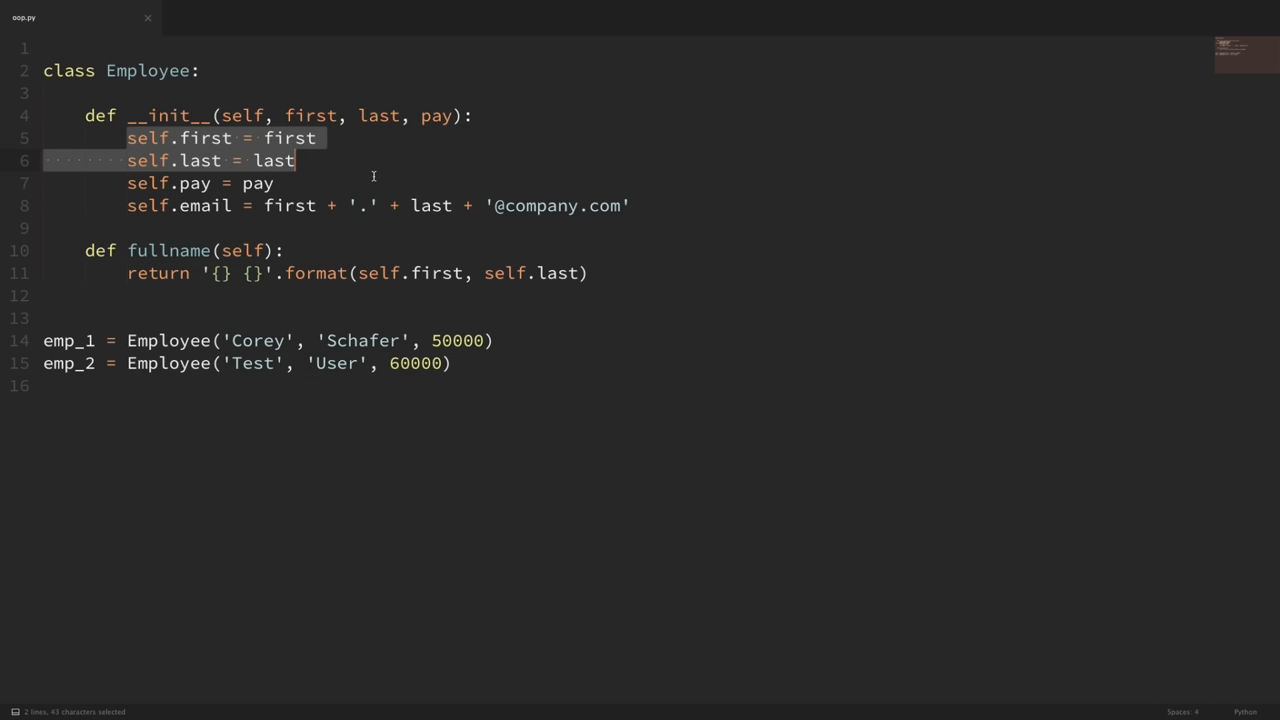 oop.py ×
1
2 class Employee:
3
4     def __init__(self, first, last, pay):
5         self.first = first
6         self.last = last
7         self.pay = pay
8         self.email = first + '.' + last + '@company.com'
9
10     def fullname(self):
11         return '{} {}'.format(self.first, self.last)
12
13
14 emp_1 = Employee('Corey', 'Schafer', 50000)
15 emp_2 = Employee('Test', 'User', 60000)
16
2 lines, 43 characters selected Spaces: 4 Python